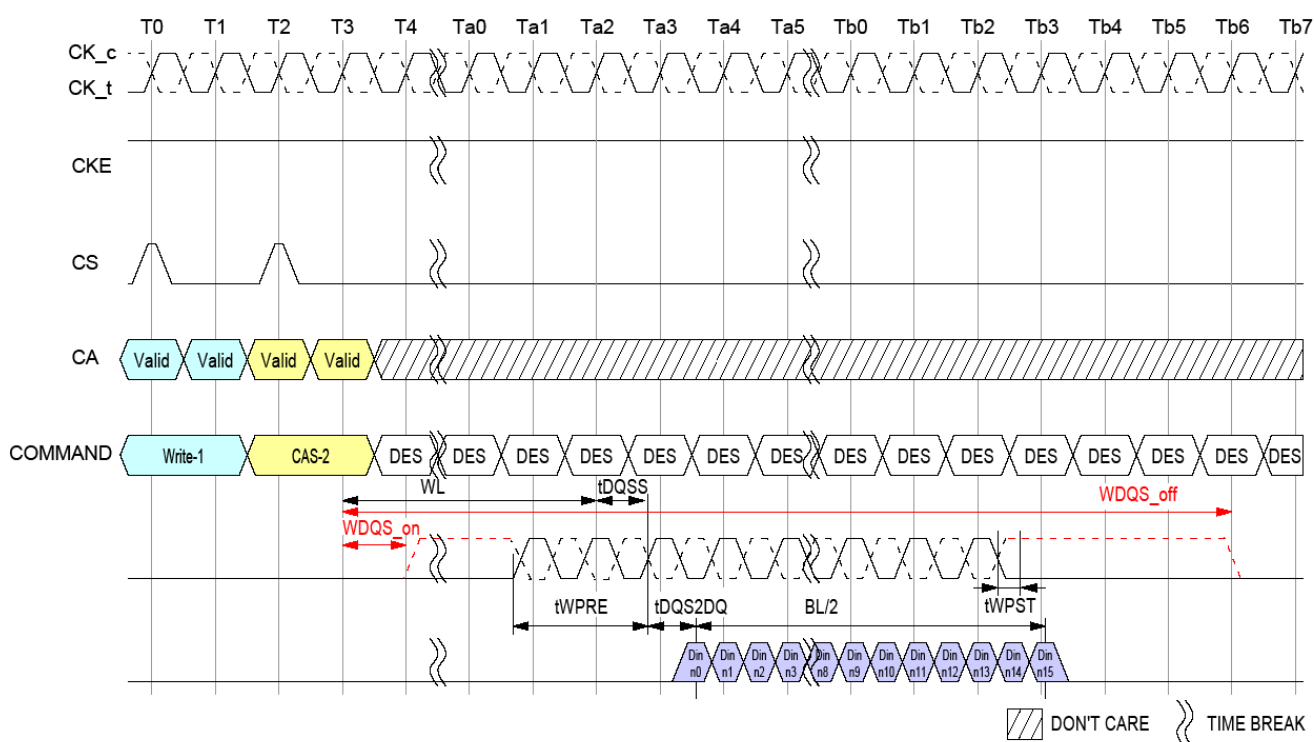 T0 T1 T2 T3 T4 Ta0 Ta1 Ta2 Ta3 Ta4 Ta5 Tb0 Tb1 Tb2 Tb3 Tb4 Tb5 Tb6 Tb7
CK_c
CK_t
CKE
CS
CA Valid Valid Valid Valid
COMMAND Write-1 CAS-2 DES DES DES DES DES DES DES DES DES DES DES DES DES DES DES
WL tDQSS WDQS_off
WDQS_on
tWPRE tDQS2DQ BL/2 tWPST
Din Din Din Din Din Din Din Din Din Din Din Din
n0 n1 n2 n3 n8 n9 n10 n11 n12 n13 n14 n15
DON'T CARE TIME BREAK